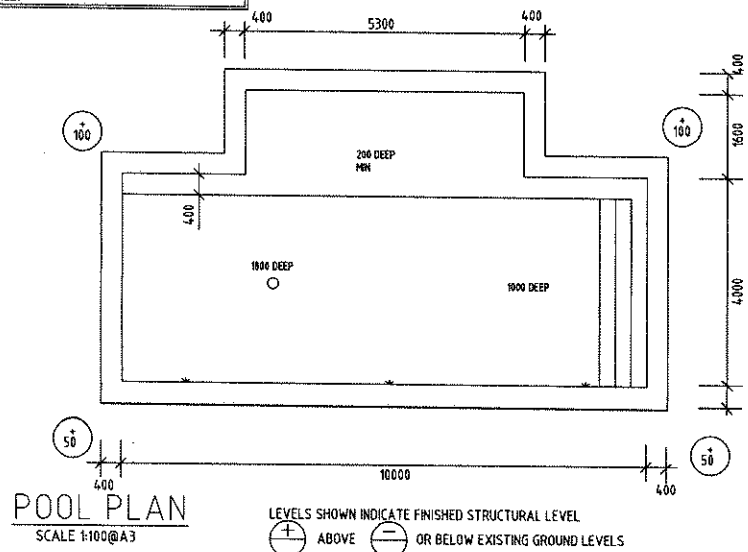 400
5300
400
400
+
100
+
100
1600
200 DEEP
MIN
400
1800 DEEP
1000 DEEP
4000
+
50
+
50
400
10000
400
POOL PLAN
SCALE 1:100@A3
LEVELS SHOWN INDICATE FINISHED STRUCTURAL LEVEL
+ ABOVE − OR BELOW EXISTING GROUND LEVELS